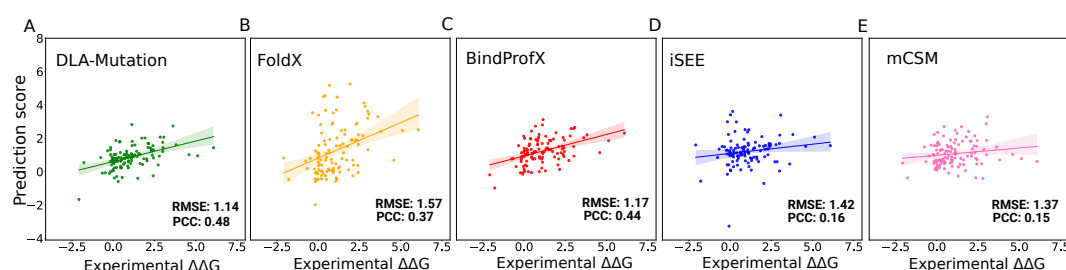 A B C D E
8
6
4
2
0
−2
−4
Prediction score
DLA-Mutation
RMSE: 1.14
PCC: 0.48
−2.5 0.0 2.5 5.0 7.5
Experimental ΔΔG
FoldX
RMSE: 1.57
PCC: 0.37
−2.5 0.0 2.5 5.0 7.5
Experimental ΔΔG
BindProfX
RMSE: 1.17
PCC: 0.44
−2.5 0.0 2.5 5.0 7.5
Experimental ΔΔG
iSEE
RMSE: 1.42
PCC: 0.16
−2.5 0.0 2.5 5.0 7.5
Experimental ΔΔG
mCSM
RMSE: 1.37
PCC: 0.15
−2.5 0.0 2.5 5.0 7.5
Experimental ΔΔG